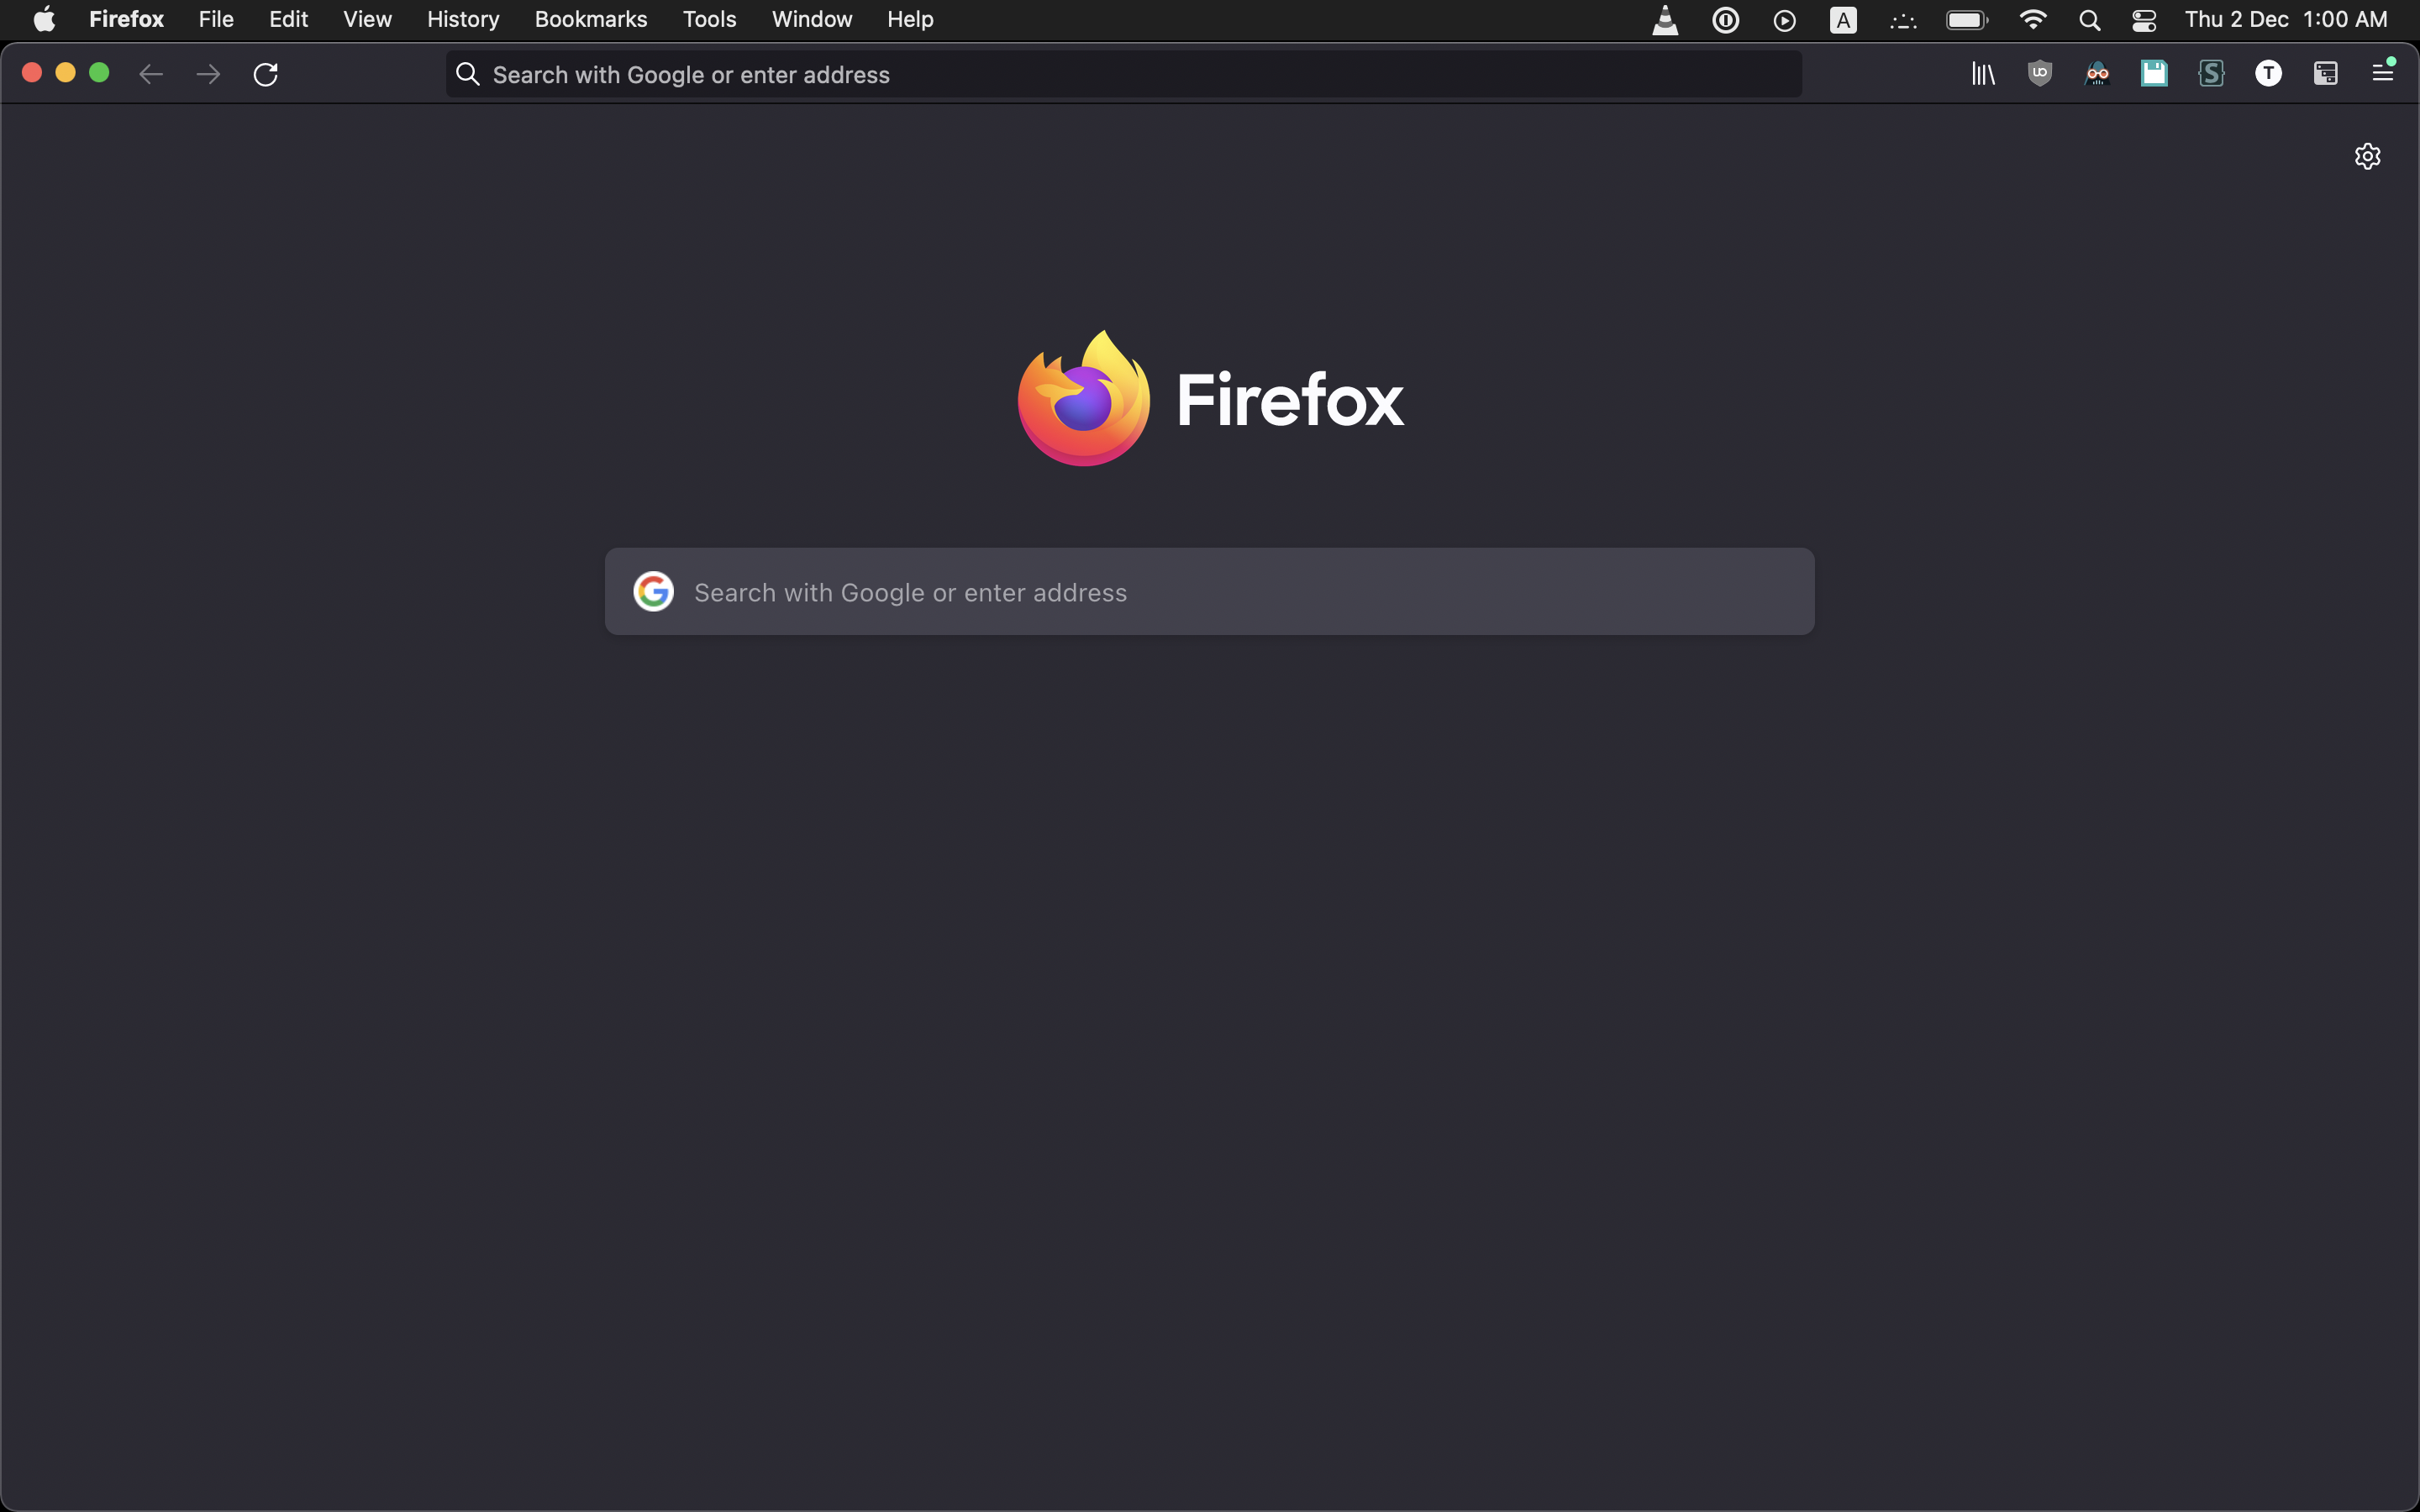 Firefox File Edit View History Bookmarks Tools Window Help A Thu 2 Dec 1:00 AM
Search with Google or enter address uo S T
Firefox
G Search with Google or enter address